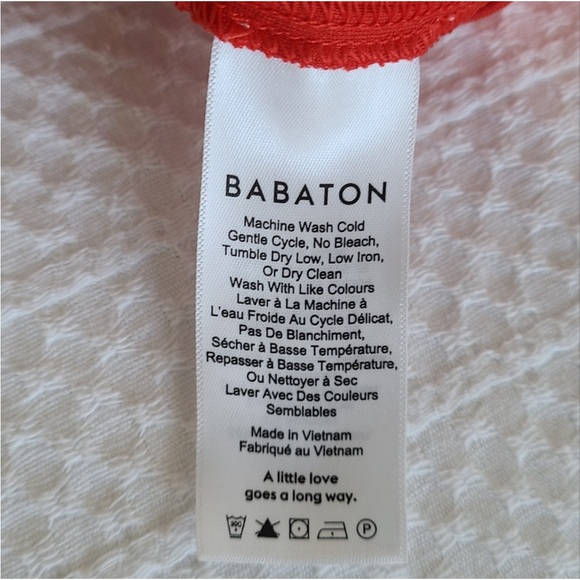 BABATON
Machine Wash Cold
Gentle Cycle, No Bleach,
Tumble Dry Low, Low Iron,
Or Dry Clean
Wash With Like Colours
Laver à La Machine à
L'eau Froide Au Cycle Délicat,
Pas De Blanchiment,
Sécher à Basse Température,
Repasser à Basse Température,
Ou Nettoyer à Sec
Laver Avec Des Couleurs
Semblables
Made in Vietnam
Fabriqué au Vietnam
A little love
goes a long way.
30C P